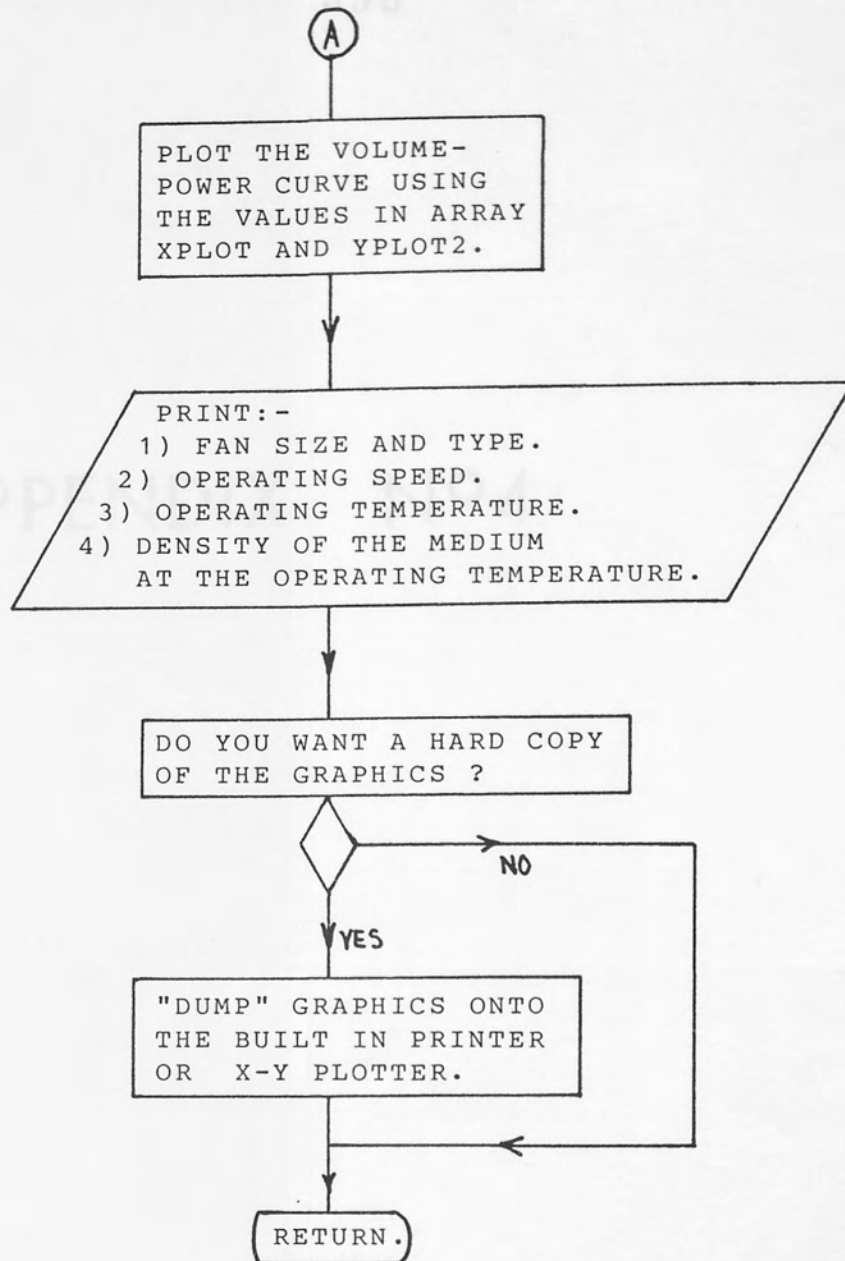 A
PLOT THE VOLUME-
POWER CURVE USING
THE VALUES IN ARRAY
XPLOT AND YPLOT2.
PRINT:-
1) FAN SIZE AND TYPE.
2) OPERATING SPEED.
3) OPERATING TEMPERATURE.
4) DENSITY OF THE MEDIUM
AT THE OPERATING TEMPERATURE.
DO YOU WANT A HARD COPY
OF THE GRAPHICS ?
NO
YES
"DUMP" GRAPHICS ONTO
THE BUILT IN PRINTER
OR X-Y PLOTTER.
RETURN.